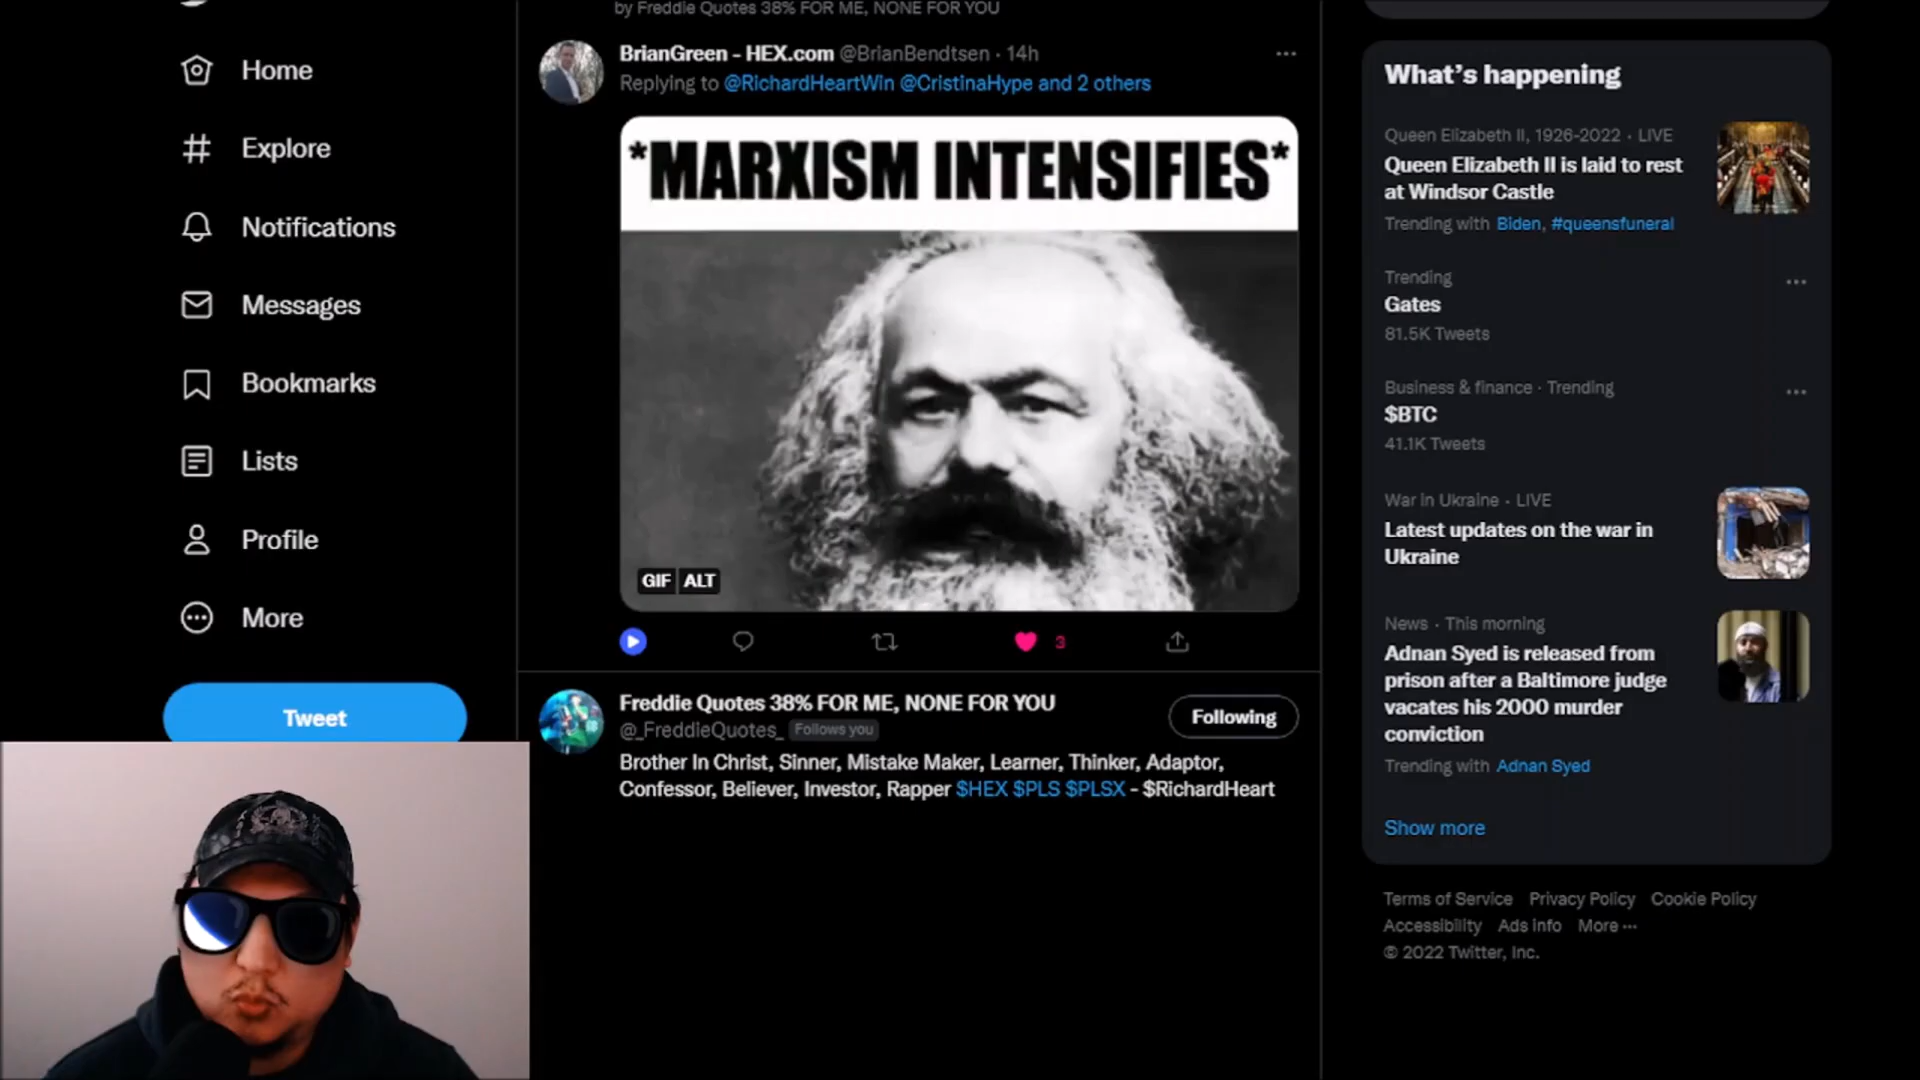 Home
Explore
Notifications
Messages
Bookmarks
Lists
Profile
More
Tweet
by Freddie Quotes 38% FOR ME, NONE FOR YOU
BrianGreen - HEX.com @BrianBendtsen · 14h
Replying to @RichardHeartWin @CristinaHype and 2 others
*MARXISM INTENSIFIES*
GIF ALT
3
Freddie Quotes 38% FOR ME, NONE FOR YOU
@_FreddieQuotes_ Follows you
Following
Brother In Christ, Sinner, Mistake Maker, Learner, Thinker, Adaptor,
Confessor, Believer, Investor, Rapper $HEX $PLS $PLSX - $RichardHeart
What's happening
Queen Elizabeth II, 1926-2022 · LIVE
Queen Elizabeth II is laid to rest
at Windsor Castle
Trending with Biden, #queensfuneral
Trending
Gates
81.5K Tweets
Business & finance · Trending
$BTC
41.1K Tweets
War in Ukraine · LIVE
Latest updates on the war in
Ukraine
News · This morning
Adnan Syed is released from
prison after a Baltimore judge
vacates his 2000 murder
conviction
Trending with Adnan Syed
Show more
Terms of Service Privacy Policy Cookie Policy
Accessibility Ads info More ···
© 2022 Twitter, Inc.